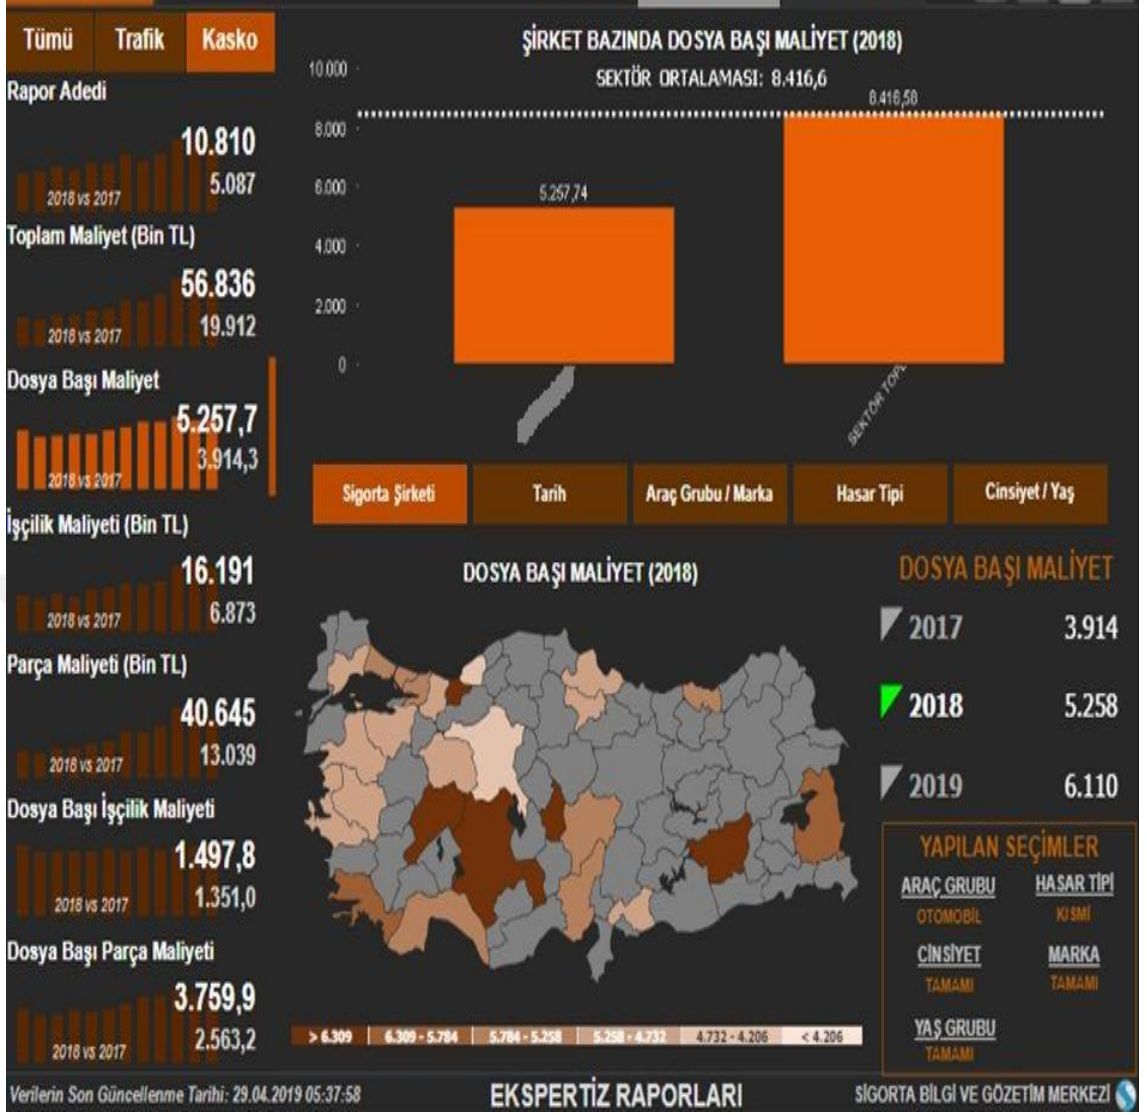 Tümü Trafik Kasko
Rapor Adedi
10.810
5.087
2018 vs 2017
Toplam Maliyet (Bin TL)
56.836
19.912
2018 vs 2017
Dosya Başı Maliyet
5.257,7
3.914,3
2018 vs 2017
İşçilik Maliyeti (Bin TL)
16.191
6.873
2018 vs 2017
Parça Maliyeti (Bin TL)
40.645
13.039
2018 vs 2017
Dosya Başı İşçilik Maliyeti
1.497,8
1.351,0
2018 vs 2017
Dosya Başı Parça Maliyeti
3.759,9
2.563,2
2018 vs 2017
ŞİRKET BAZINDA DOSYA BAŞI MALİYET (2018)
SEKTÖR ORTALAMASI: 8.416,6
10.000
8.000
6.000
4.000
2.000
0
5.257,74
8.416,58
SEKTÖR TOPL
Sigorta Şirketi Tarih Araç Grubu / Marka Hasar Tipi Cinsiyet / Yaş
DOSYA BAŞI MALİYET (2018)
> 6.309 6.309 - 5.784 5.784 - 5.258 5.258 - 4.732 4.732 - 4.206 < 4.206
DOSYA BAŞI MALİYET
2017 3.914
2018 5.258
2019 6.110
YAPILAN SEÇİMLER
ARAÇ GRUBU HASAR TİPİ
OTOMOBİL KISMİ
CİNSİYET MARKA
TAMAMI TAMAMI
YAŞ GRUBU
TAMAMI
Verilerin Son Güncellenme Tarihi: 29.04.2019 05:37:58
EKSPERTİZ RAPORLARI
SİGORTA BİLGİ VE GÖZETİM MERKEZİ